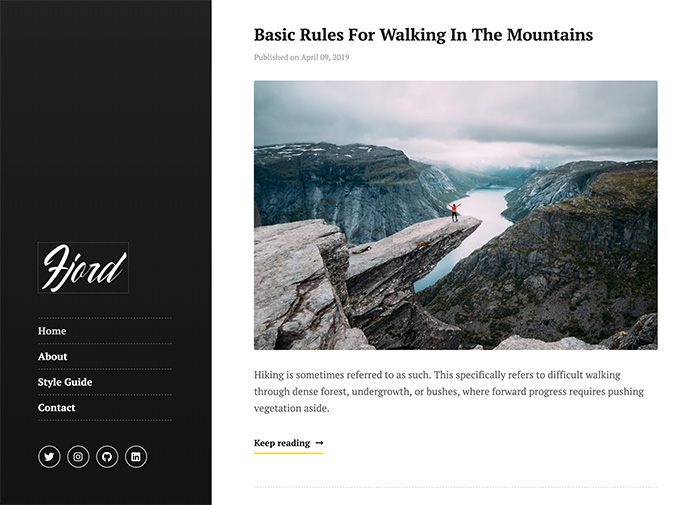 Fjord
Home
About
Style Guide
Contact
Basic Rules For Walking In The Mountains
Published on April 09, 2019
Hiking is sometimes referred to as such. This specifically refers to difficult walking
through dense forest, undergrowth, or bushes, where forward progress requires pushing
vegetation aside.
Keep reading →